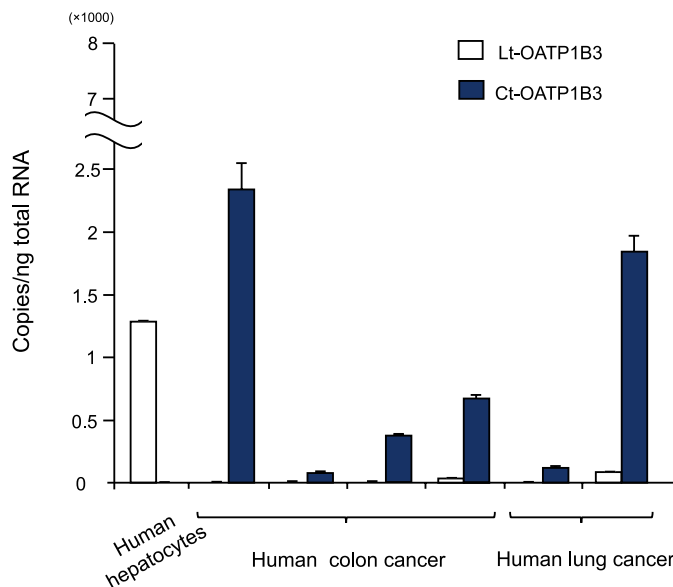 (×1000)
8
7
2.5
2
1.5
1
0.5
0
Copies/ng total RNA
Lt-OATP1B3
Ct-OATP1B3
Human
hepatocytes
Human colon cancer
Human lung cancer